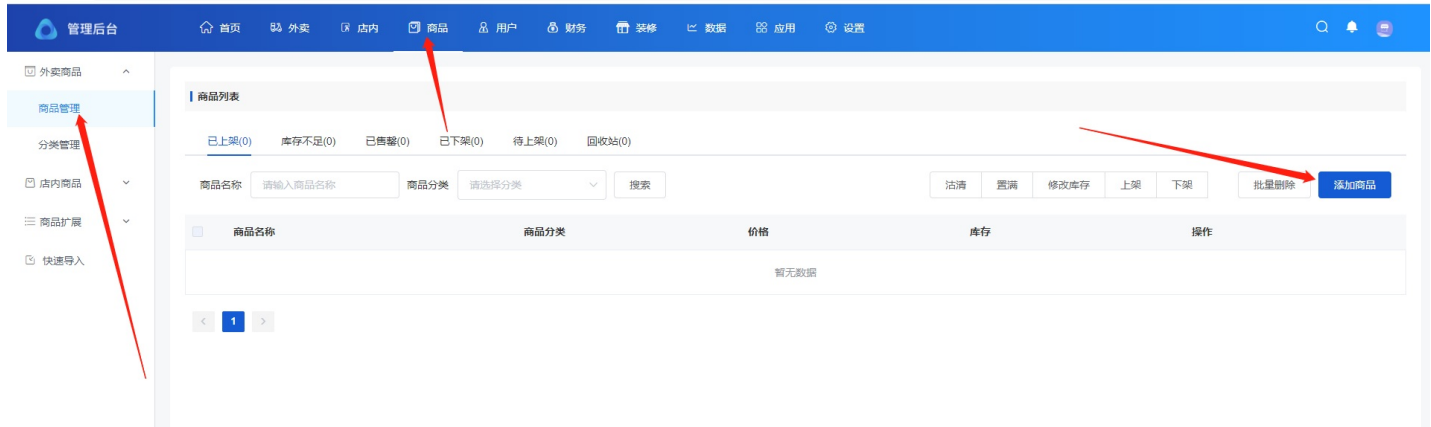 管理后台 首页 外卖 店内 商品 用户 财务 装修 数据 应用 设置
外卖商品
商品管理
分类管理
店内商品
商品扩展
快速导入
商品列表
已上架(0) 库存不足(0) 已售罄(0) 已下架(0) 待上架(0) 回收站(0)
商品名称 请输入商品名称 商品分类 请选择分类 搜索 沽清 置满 修改库存 上架 下架 批量删除 添加商品
商品名称 商品分类 价格 库存 操作
暂无数据
1